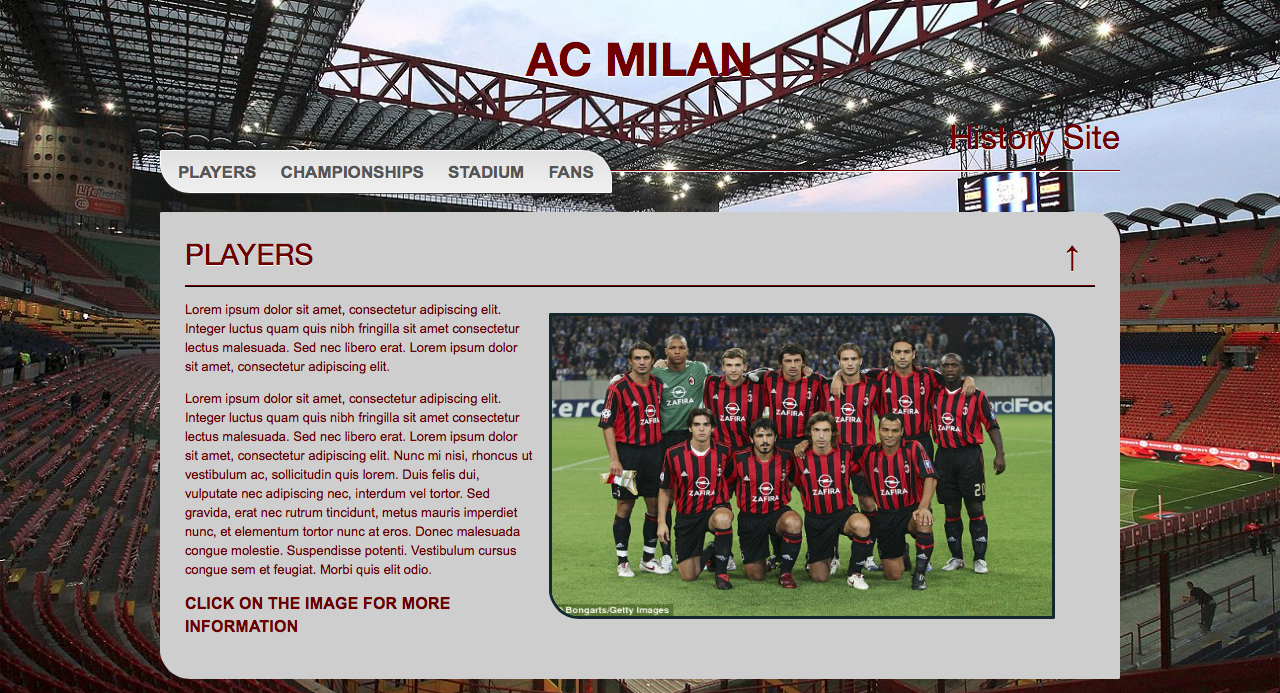 AC MILAN
History Site
PLAYERS CHAMPIONSHIPS STADIUM FANS
PLAYERS ↑
Lorem ipsum dolor sit amet, consectetur adipiscing elit.
Integer luctus quam quis nibh fringilla sit amet consectetur
lectus malesuada. Sed nec libero erat. Lorem ipsum dolor
sit amet, consectetur adipiscing elit.
Lorem ipsum dolor sit amet, consectetur adipiscing elit.
Integer luctus quam quis nibh fringilla sit amet consectetur
lectus malesuada. Sed nec libero erat. Lorem ipsum dolor
sit amet, consectetur adipiscing elit. Nunc mi nisi, rhoncus ut
vestibulum ac, sollicitudin quis lorem. Duis felis dui,
vulputate nec adipiscing nec, interdum vel tortor. Sed
gravida, erat nec rutrum tincidunt, metus mauris imperdiet
nunc, et elementum tortor nunc at eros. Donec malesuada
congue molestie. Suspendisse potenti. Vestibulum cursus
congue sem et feugiat. Morbi quis elit odio.
CLICK ON THE IMAGE FOR MORE
INFORMATION
ZAFIRA
ZAFIRA
ZAFIRA
ZAFIRA
ZAFIRA
ZAFIRA
ZAFIRA
ZAFIRA
ZAFIRA
ZAFIRA
ZAFIRA
Bongarts/Getty Images